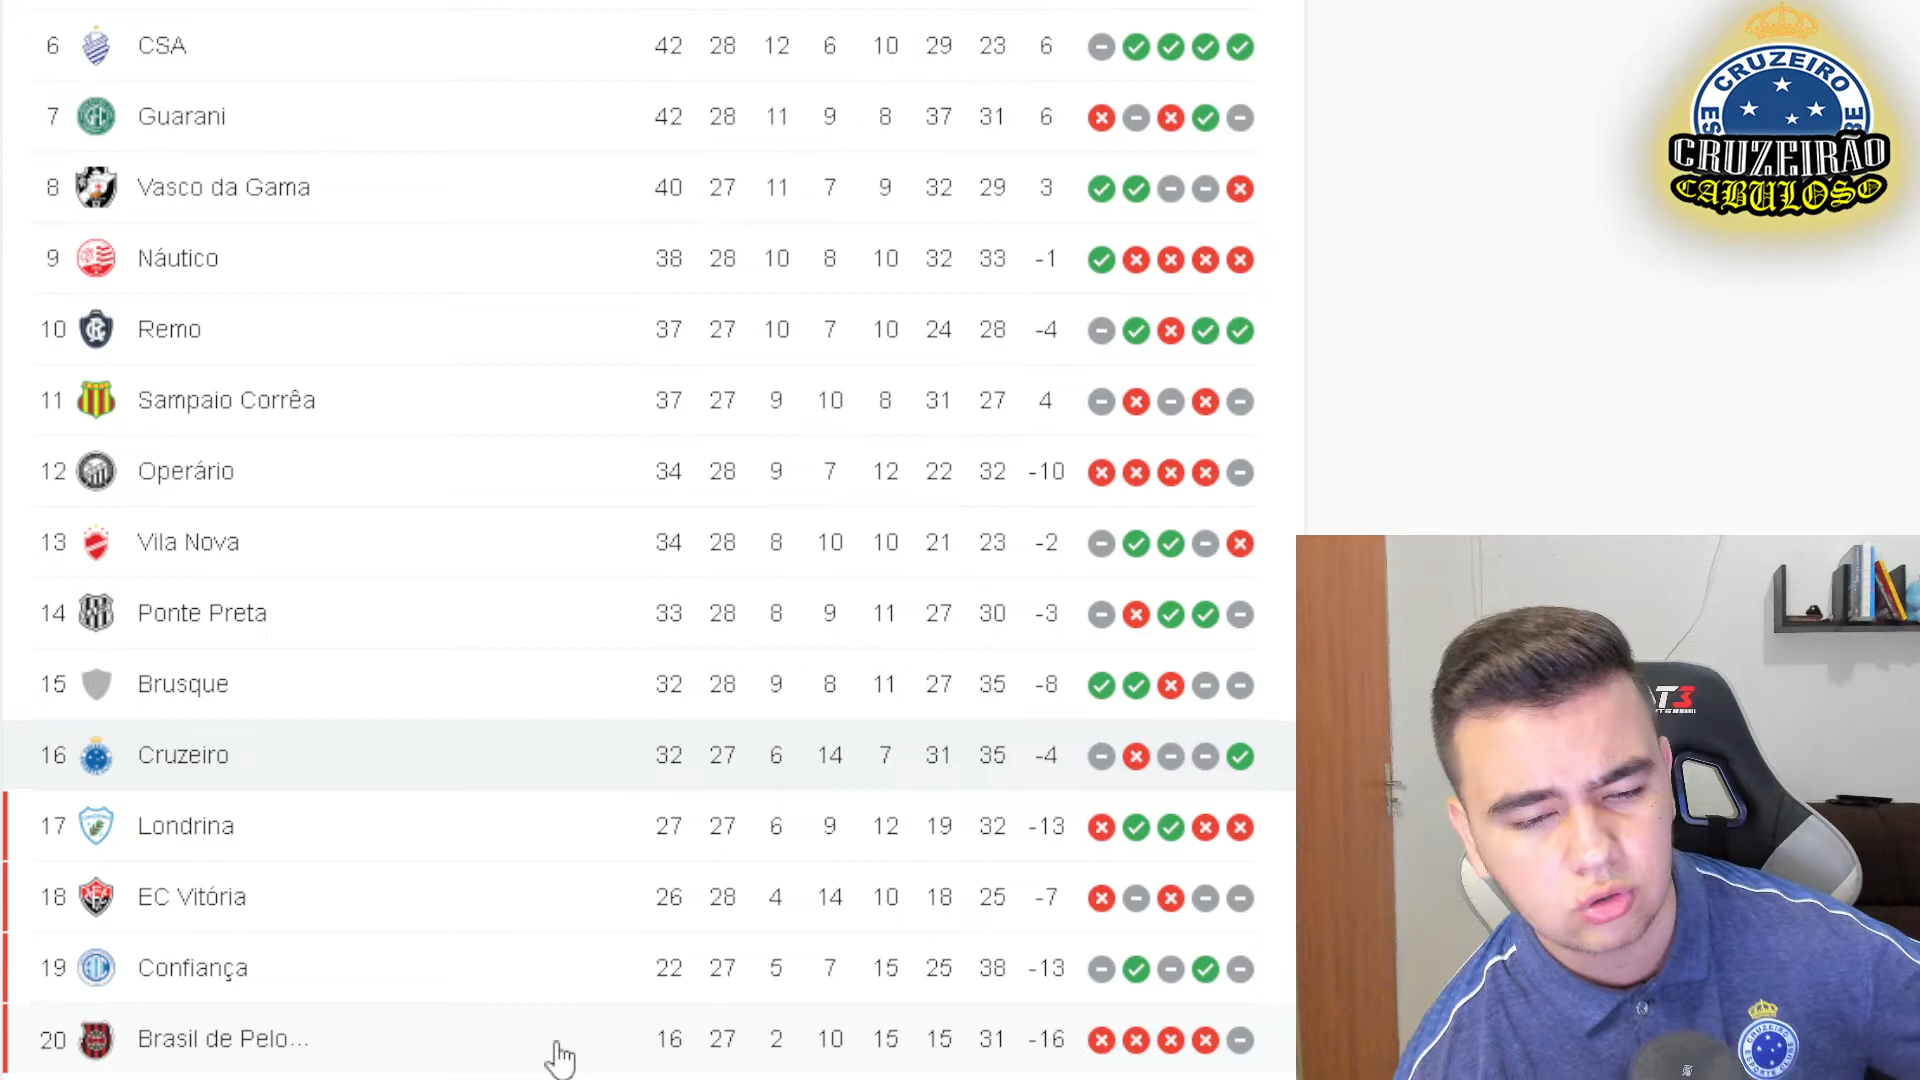 6 CSA 42 28 12 6 10 29 23 6
7 Guarani 42 28 11 9 8 37 31 6
8 Vasco da Gama 40 27 11 7 9 32 29 3
9 Náutico 38 28 10 8 10 32 33 -1
10 Remo 37 27 10 7 10 24 28 -4
11 Sampaio Corrêa 37 27 9 10 8 31 27 4
12 Operário 34 28 9 7 12 22 32 -10
13 Vila Nova 34 28 8 10 10 21 23 -2
14 Ponte Preta 33 28 8 9 11 27 30 -3
15 Brusque 32 28 9 8 11 27 35 -8
16 Cruzeiro 32 27 6 14 7 31 35 -4
17 Londrina 27 27 6 9 12 19 32 -13
18 EC Vitória 26 28 4 14 10 18 25 -7
19 Confiança 22 27 5 7 15 25 38 -13
20 Brasil de Pelo... 16 27 2 10 15 15 31 -16
CRUZEIRO
CRUZEIRÃO
CABULOSO
T3